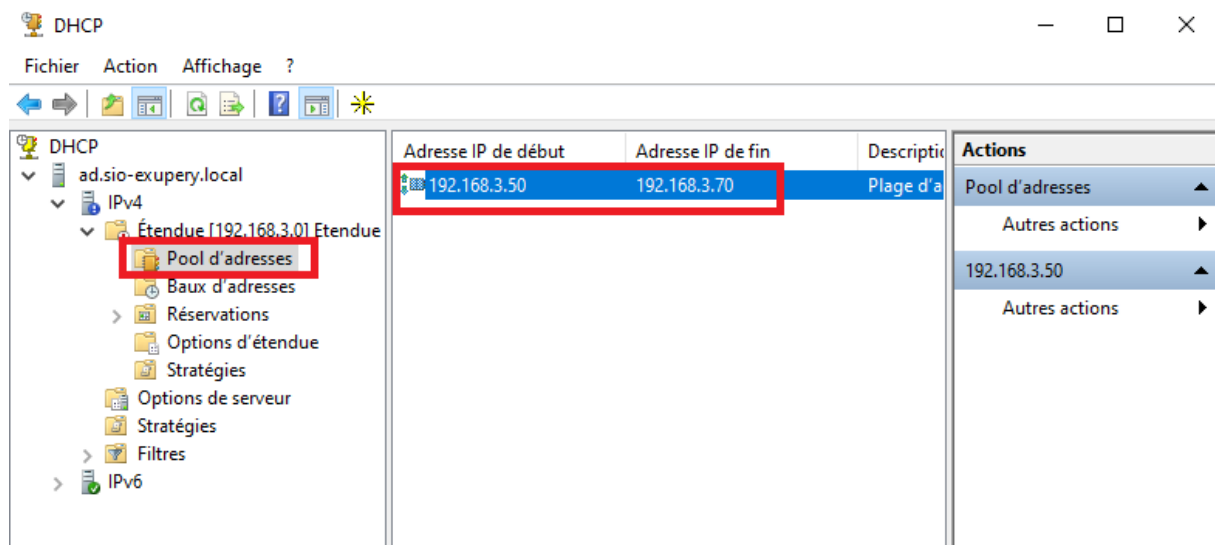 DHCP
Fichier Action Affichage ?
DHCP
ad.sio-exupery.local
IPv4
Étendue [192.168.3.0] Etendue
Pool d'adresses
Baux d'adresses
Réservations
Options d'étendue
Stratégies
Options de serveur
Stratégies
Filtres
IPv6
Adresse IP de début Adresse IP de fin Descriptic
192.168.3.50 192.168.3.70 Plage d'a
Actions
Pool d'adresses
Autres actions
192.168.3.50
Autres actions